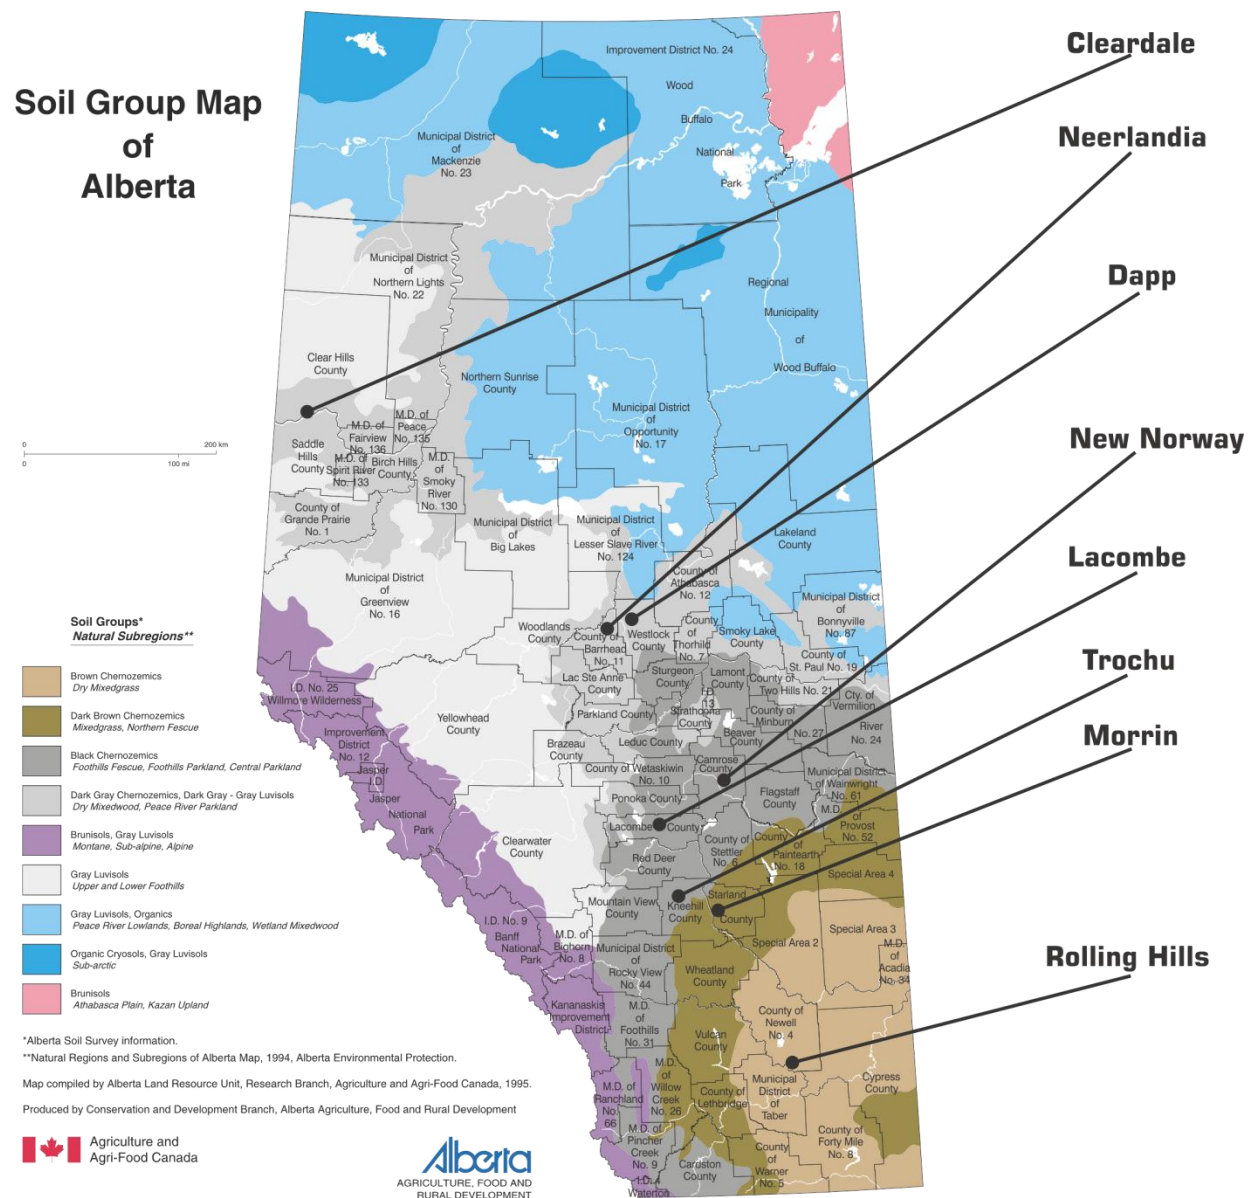 Soil Group Map
of
Alberta
Cleardale
Neerlandia
Dapp
New Norway
Lacombe
Trochu
Morrin
Rolling Hills
Improvement District No. 24
Wood
Buffalo
National
Park
Municipal District
of
Mackenzie
No. 23
Municipal District
of
Northern Lights
No. 22
Regional
Municipality
of
Wood Buffalo
Clear Hills
County
Northern Sunrise
County
Municipal District
of
Opportunity
No. 17
M.D. of
Peace
No. 135
M.D. of
Fairview
No. 136
Saddle
Hills
County
M.D. of
Spirit River
No. 133
Birch Hills
County
M.D. of
Smoky
River
No. 130
County of
Grande Prairie
No. 1
Municipal District
of
Big Lakes
Municipal District
of
Lesser Slave River
No. 124
Lakeland
County
Municipal District
of
Greenview
No. 16
County of
Athabasca
No. 12
Woodlands
County
County of
Barrhead
No. 11
Westlock
County
County
of
Thorhild
No. 7
Smoky Lake
County
Municipal District
of
Bonnyville
No. 87
County of
St. Paul No. 19
Lac Ste Anne
County
Sturgeon
County
Lamont
County
County of
Two Hills No. 21
Cty. of
Vermilion
River
No. 24
I.D. No. 25
Willmore Wilderness
Yellowhead
County
Parkland County
I.D.
13
Strathcona
County
County of
Minburn
No. 27
Improvement
District
No. 12
Jasper
I.D.
Jasper
National
Park
Brazeau
County
Leduc County
Beaver
County
County of Wetaskiwin
No. 10
Camrose
County
Municipal District
of Wainwright
No. 61
Ponoka County
Flagstaff
County
M.D.
of
Provost
No. 52
Lacombe County
Clearwater
County
County of
Stettler
No. 6
County
of
Paintearth
No. 18
Red Deer
County
Special Area 4
Mountain View
County
Kneehill
County
Starland
County
I.D. No. 9
Banff
National
Park
M.D. of
Bighorn
No. 8
Special Area 2
Special Area 3
M.D.
of
Acadia
No. 34
Municipal District
of
Rocky View
No. 44
Wheatland
County
Kananaskis
Improvement
District
M.D.
of
Foothills
No. 31
County of
Newell
No. 4
Vulcan
County
M.D. of
Ranchland
No.
66
M.D.
of
Willow
Creek
No. 26
County of
Lethbridge
Municipal
District
of
Taber
Cypress
County
M.D. of
Pincher
Creek
No. 9
Cardston
County
County
of
Warner
No. 5
County of
Forty Mile
No. 8
I.D. 4
Waterton
0 200 km
0 100 mi
Soil Groups*
Natural Subregions**
Brown Chernozemics
Dry Mixedgrass
Dark Brown Chernozemics
Mixedgrass, Northern Fescue
Black Chernozemics
Foothills Fescue, Foothills Parkland, Central Parkland
Dark Gray Chernozemics, Dark Gray - Gray Luvisols
Dry Mixedwood, Peace River Parkland
Brunisols, Gray Luvisols
Montane, Sub-alpine, Alpine
Gray Luvisols
Upper and Lower Foothills
Gray Luvisols, Organics
Peace River Lowlands, Boreal Highlands, Wetland Mixedwood
Organic Cryosols, Gray Luvisols
Sub-arctic
Brunisols
Athabasca Plain, Kazan Upland
*Alberta Soil Survey information.
**Natural Regions and Subregions of Alberta Map, 1994, Alberta Environmental Protection.
Map compiled by Alberta Land Resource Unit, Research Branch, Agriculture and Agri-Food Canada, 1995.
Produced by Conservation and Development Branch, Alberta Agriculture, Food and Rural Development
Agriculture and
Agri-Food Canada
Alberta
AGRICULTURE, FOOD AND
RURAL DEVELOPMENT